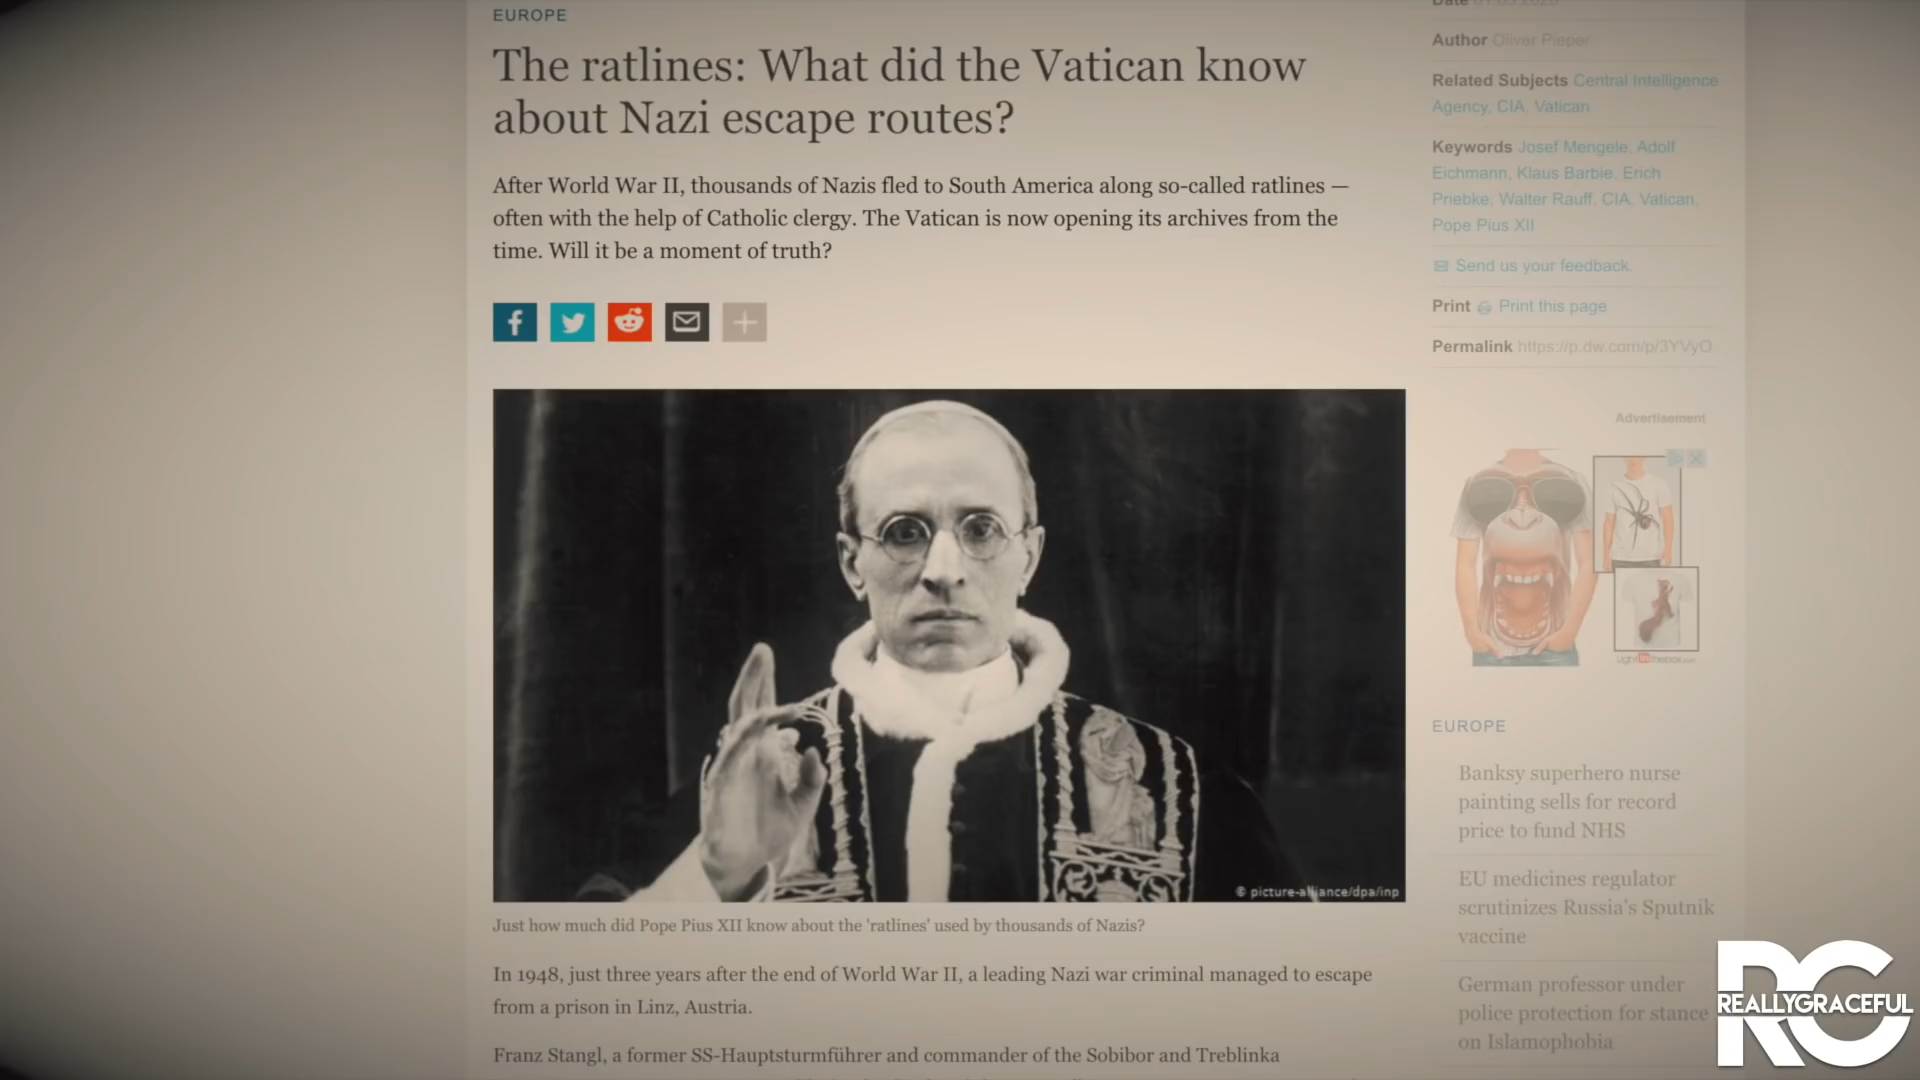 EUROPE
The ratlines: What did the Vatican know
about Nazi escape routes?
After World War II, thousands of Nazis fled to South America along so-called ratlines —
often with the help of Catholic clergy. The Vatican is now opening its archives from the
time. Will it be a moment of truth?
© picture-alliance/dpa/inp
Just how much did Pope Pius XII know about the 'ratlines' used by thousands of Nazis?
In 1948, just three years after the end of World War II, a leading Nazi war criminal managed to escape
from a prison in Linz, Austria.
Franz Stangl, a former SS-Hauptsturmführer and commander of the Sobibor and Treblinka
Date 01.03.2020
Author Oliver Pieper
Related Subjects Central Intelligence
Agency, CIA, Vatican
Keywords Josef Mengele, Adolf
Eichmann, Klaus Barbie, Erich
Priebke, Walter Rauff, CIA, Vatican,
Pope Pius XII
Send us your feedback.
Print Print this page
Permalink https://p.dw.com/p/3YVyO
Advertisement
Lightinthebox.com
EUROPE
Banksy superhero nurse
painting sells for record
price to fund NHS
EU medicines regulator
scrutinizes Russia's Sputnik
vaccine
German professor under
police protection for stance
on Islamophobia
RG
REALLYGRACEFUL